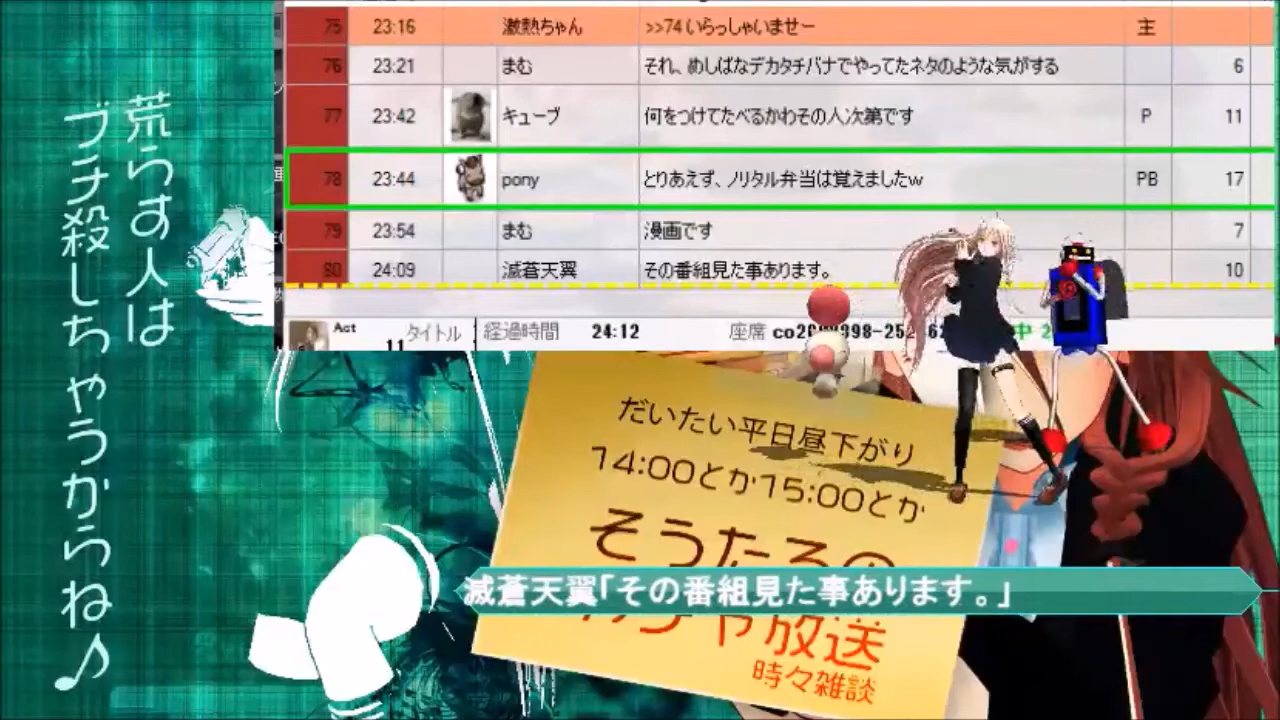 荒らす人は
ブチ殺しちゃうからね♪
75 23:16 激熱ちゃん >>74 いらっしゃいませー 主
76 23:21 まむ それ、めしばなデカタチバナでやってたネタのような気がする 6
77 23:42 キューブ 何をつけてたべるかわその人次第です P 11
78 23:44 pony とりあえず、ノリタル弁当は覚えましたw PB 17
79 23:54 まむ 漫画です 7
80 24:09 滅蒼天翼 その番組見た事あります。 10
Act 11 タイトル 経過時間 24:12 座席
だいたい平日昼下がり
14:00とか15:00とか
そうたろの
滅蒼天翼「その番組見た事あります。」
放送
時々雑談